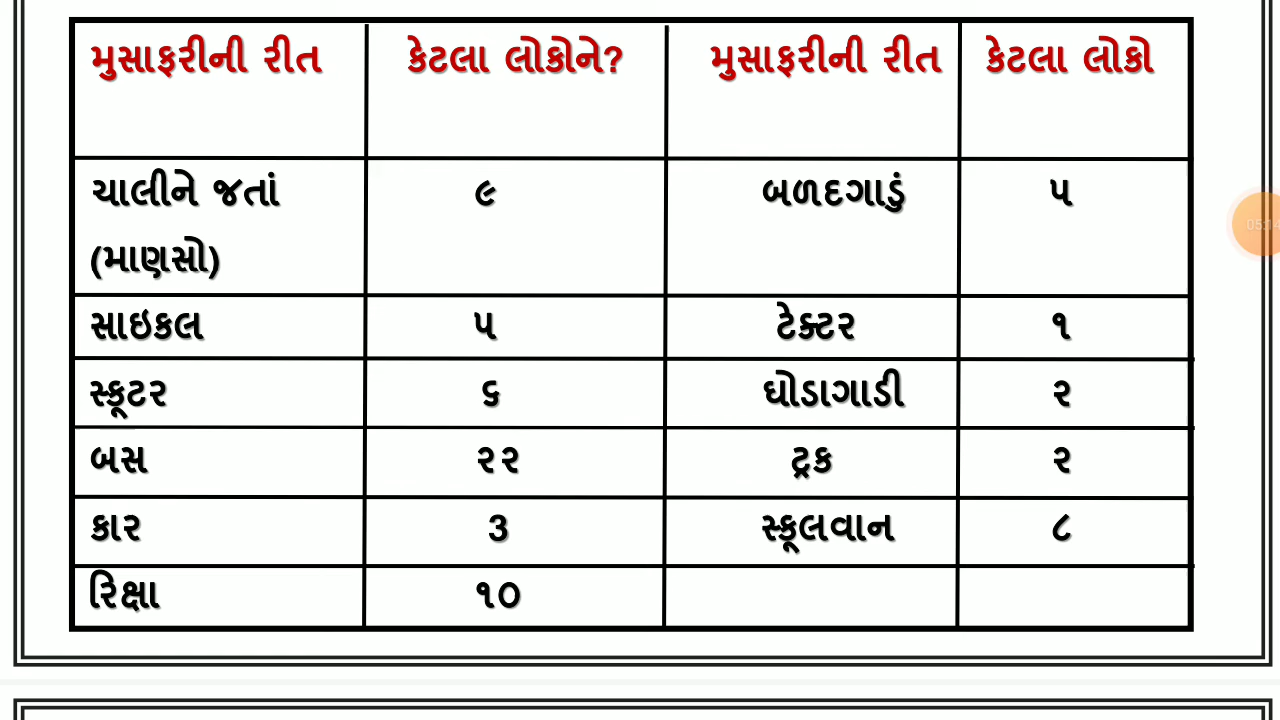 મુસાફરીની રીત કેટલા લોકોને? મુસાફરીની રીત કેટલા લોકો
ચાલીને જતાં ૯ બળદગાડું ૫
(માણસો)
સાઇકલ ૫ ટેક્ટર ૧
સ્કૂટર ૬ ઘોડાગાડી ૨
બસ ૨૨ ટ્રક ૨
કાર ૩ સ્કૂલવાન ૮
રિક્ષા ૧૦